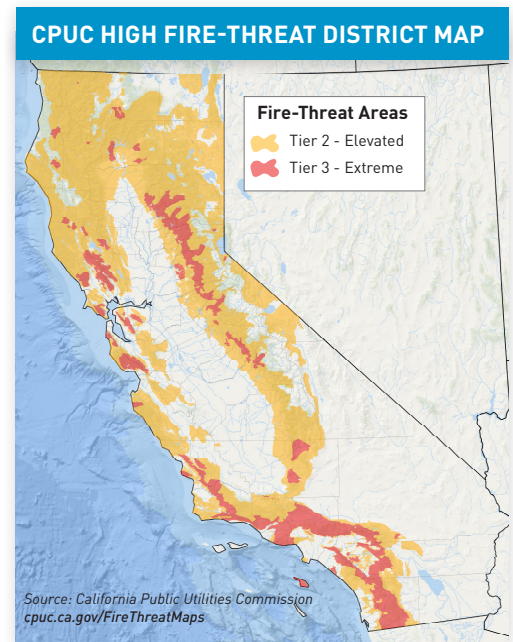 CPUC HIGH FIRE-THREAT DISTRICT MAP
Fire-Threat Areas
Tier 2 - Elevated
Tier 3 - Extreme
Source: California Public Utilities Commission
cpuc.ca.gov/FireThreatMaps